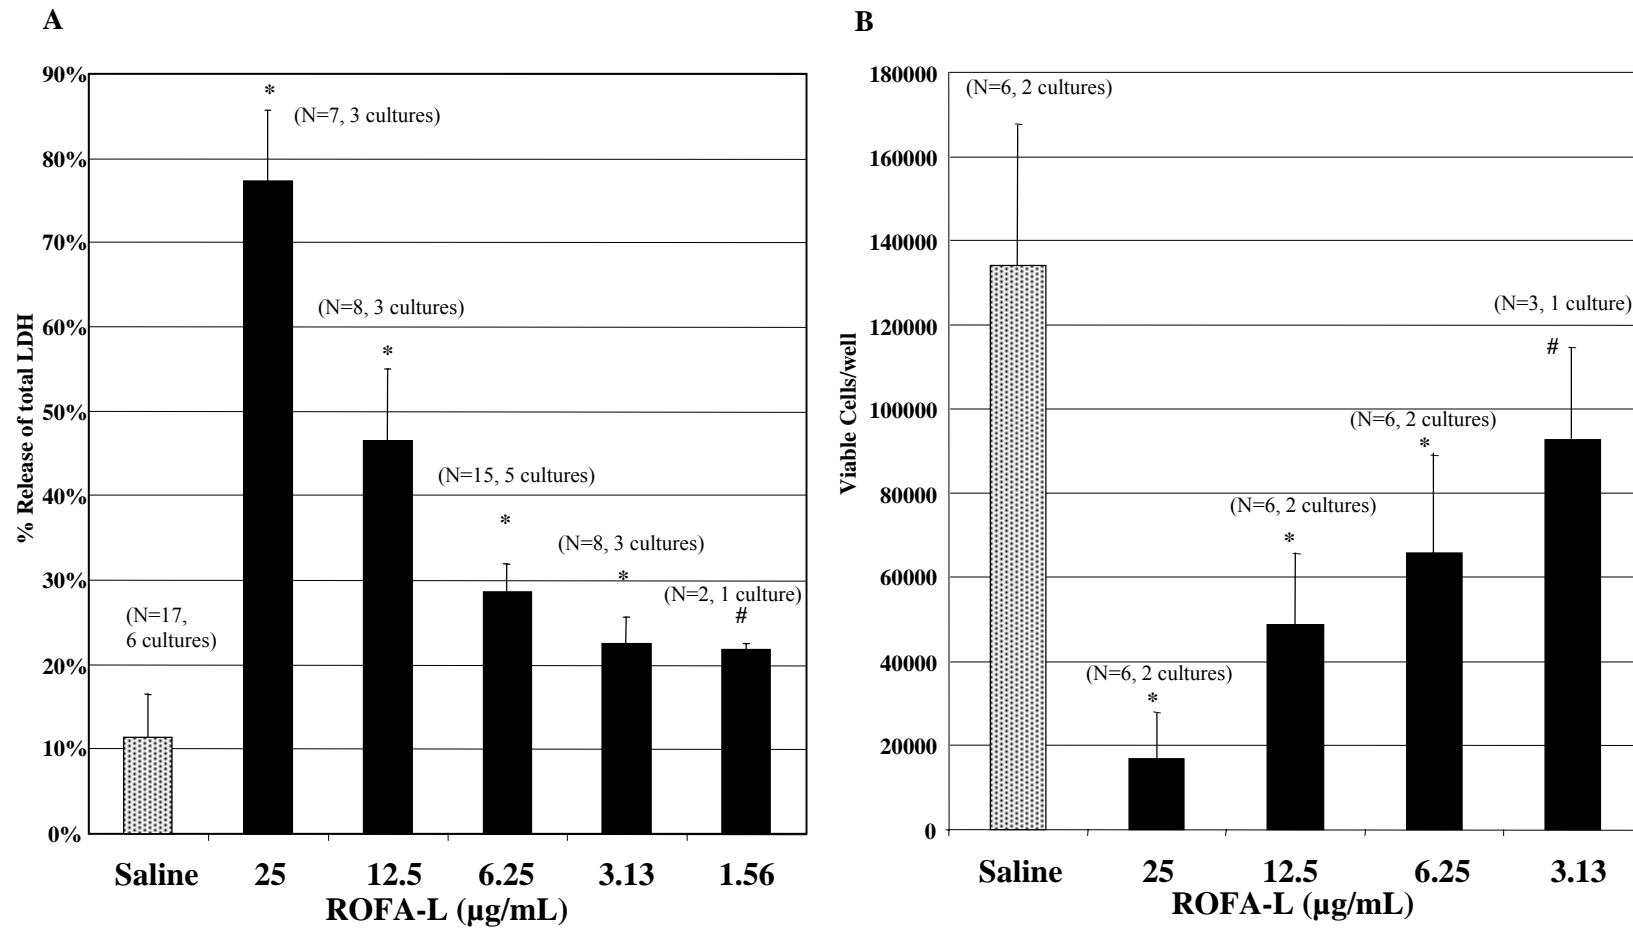 A
90%
80%
70%
60%
50%
40%
30%
20%
10%
0%
% Release of total LDH
*
(N=7, 3 cultures)
(N=8, 3 cultures)
*
(N=15, 5 cultures)
*
(N=8, 3 cultures)
*
(N=2, 1 culture)
#
(N=17,
6 cultures)
Saline 25 12.5 6.25 3.13 1.56
ROFA-L (µg/mL)
B
180000
160000
140000
120000
100000
80000
60000
40000
20000
0
Viable Cells/well
(N=6, 2 cultures)
(N=3, 1 culture)
#
(N=6, 2 cultures)
*
(N=6, 2 cultures)
*
(N=6, 2 cultures)
*
Saline 25 12.5 6.25 3.13
ROFA-L (µg/mL)